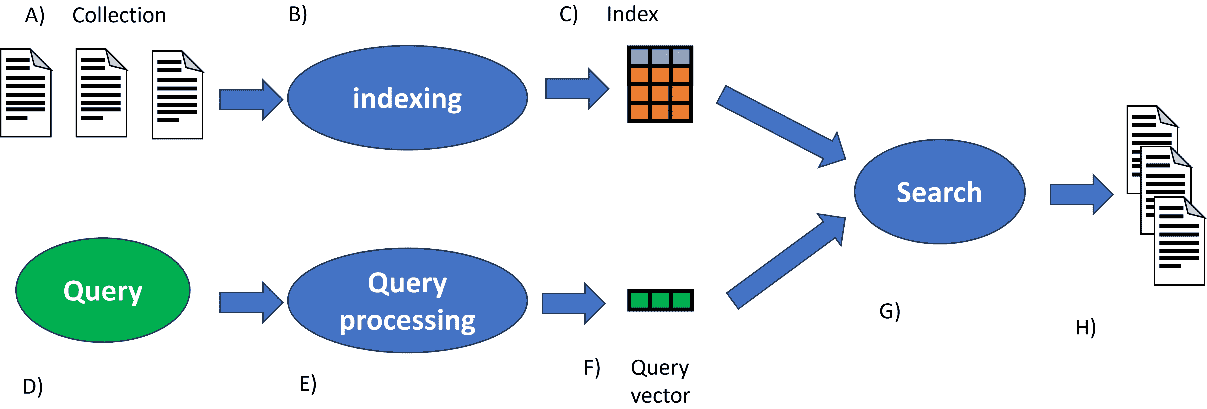 A) Collection B) C) Index
indexing
Search
Query Query
processing
G) H)
D) E) F) Query
vector